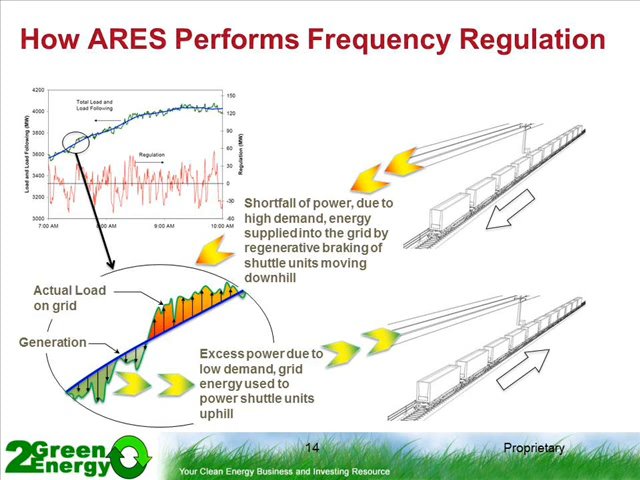 How ARES Performs Frequency Regulation
4200
4000
3800
3600
3400
3200
3000
Load and Load Following (MW)
Total Load and
Load Following
Regulation
150
120
90
60
30
0
-30
-60
Regulation (MW)
7:00 AM
8:00 AM
9:00 AM
10:00 AM
Shortfall of power, due to
high demand, energy
supplied into the grid by
regenerative braking of
shuttle units moving
downhill
Actual Load
on grid
Generation
Excess power due to
low demand, grid
energy used to
power shuttle units
uphill
2Green
Energy
14
Proprietary
Your Clean Energy Business and Investing Resource